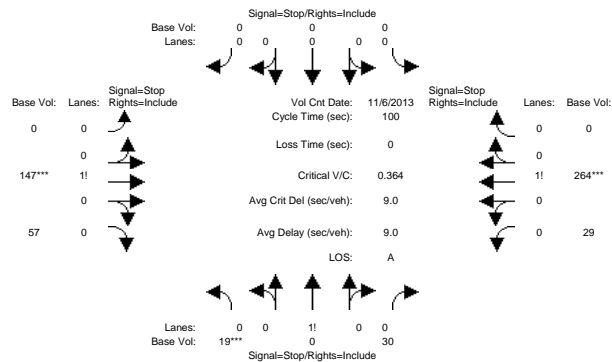 Signal=Stop/Rights=Include
Base Vol: 0 0 0
Lanes: 0 0 0 0 0
Signal=Stop Signal=Stop
Base Vol: Lanes: Rights=Include Vol Cnt Date: 11/6/2013 Rights=Include Lanes: Base Vol:
Cycle Time (sec): 100
0 0 0 0
Loss Time (sec): 0
0 0
147*** 1! Critical V/C: 0.364 1! 264***
0 Avg Crit Del (sec/veh): 9.0 0
57 0 Avg Delay (sec/veh): 9.0 0 29
LOS: A
Lanes: 0 0 1! 0 0
Base Vol: 19*** 0 30
Signal=Stop/Rights=Include